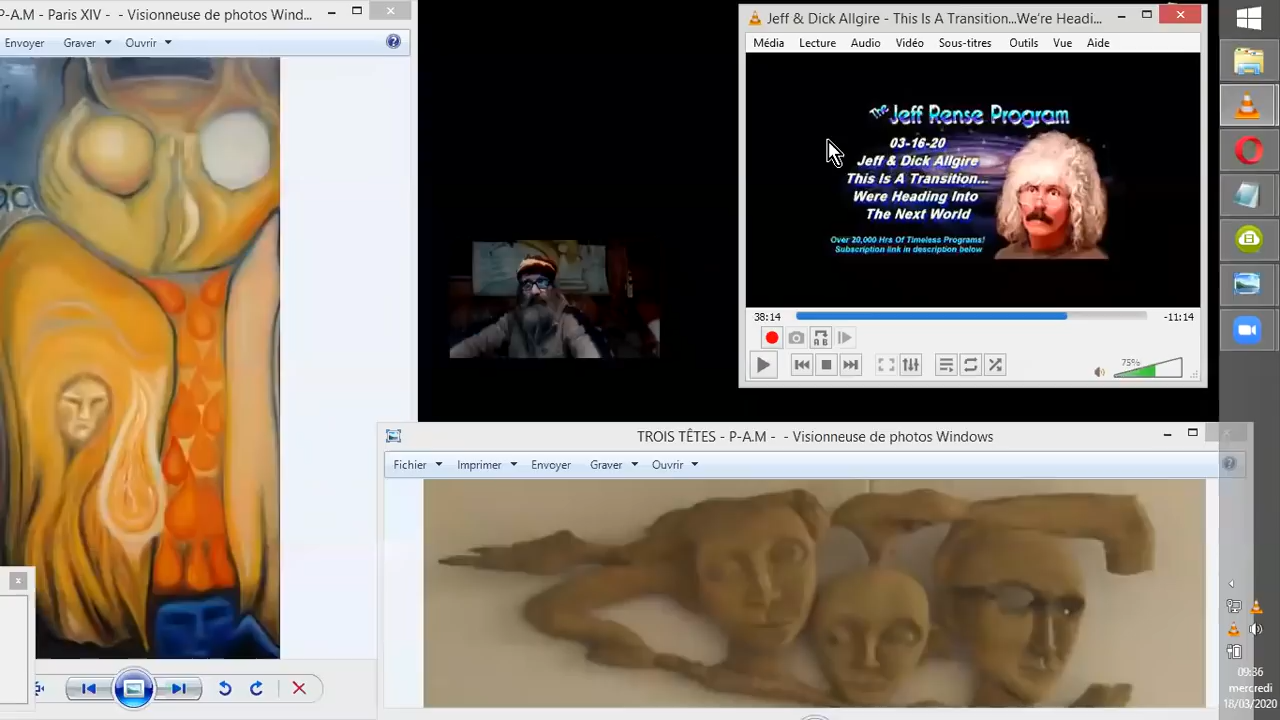 P-A.M - Paris XIV - - Visionneuse de photos Wind...
Envoyer Graver Ouvrir
Jeff & Dick Allgire - This Is A Transition...We're Headi...
Média Lecture Audio Vidéo Sous-titres Outils Vue Aide
The Jeff Rense Program
03-16-20
Jeff & Dick Allgire
This Is A Transition...
Were Heading Into
The Next World
Over 20,000 Hrs Of Timeless Programs!
Subscription link in description below
38:14 -11:14
75%
TROIS TÊTES - P-A.M - - Visionneuse de photos Windows
Fichier Imprimer Envoyer Graver Ouvrir
09:36
mercredi
18/03/2020